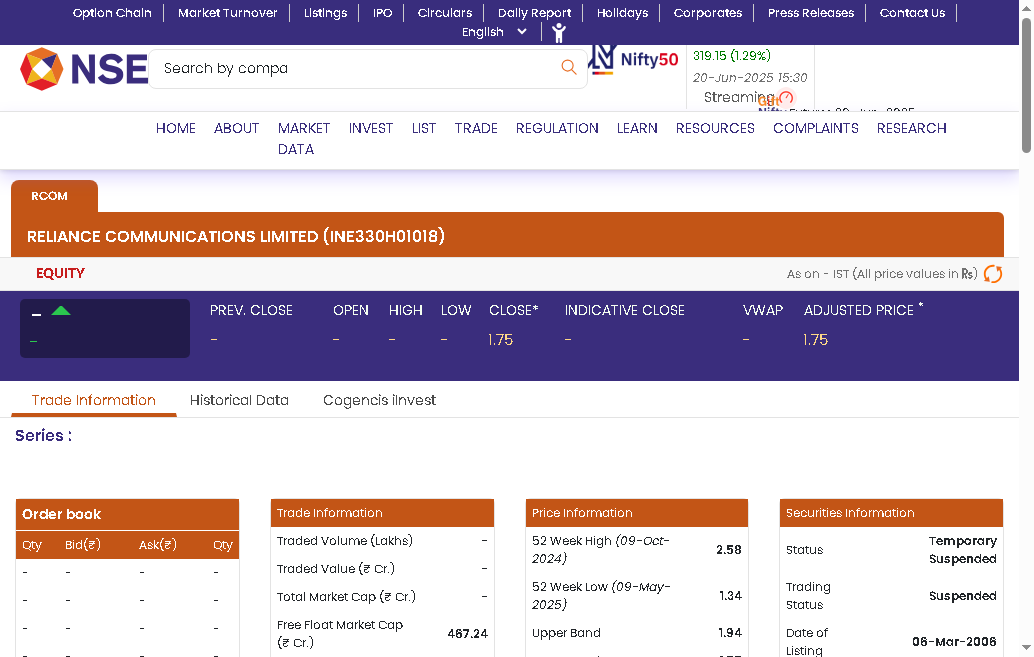 Option Chain Market Turnover Listings IPO Circulars Daily Report Holidays Corporates Press Releases Contact Us
English
NSE
Search by compa
Nifty50
319.15 (1.29%)
20-Jun-2025 15:30
Streaming
HOME ABOUT MARKET DATA INVEST LIST TRADE REGULATION LEARN RESOURCES COMPLAINTS RESEARCH
RCOM
RELIANCE COMMUNICATIONS LIMITED (INE330H01018)
EQUITY
As on - IST (All price values in ₨)
-
-
PREV. CLOSE OPEN HIGH LOW CLOSE* INDICATIVE CLOSE VWAP ADJUSTED PRICE *
- - - - 1.75 - - 1.75
Trade Information Historical Data Cogencis iInvest
Series :
Order book
Qty Bid(₹) Ask(₹) Qty
- - - -
- - - -
- - - -
- - - -
Trade Information
Traded Volume (Lakhs) -
Traded Value (₹ Cr.) -
Total Market Cap (₹ Cr.) -
Free Float Market Cap
(₹ Cr.) 467.24
Price Information
52 Week High (09-Oct-
2024) 2.58
52 Week Low (09-May-
2025) 1.34
Upper Band 1.94
Securities Information
Status Temporary
Suspended
Trading
Status Suspended
Date of
Listing 06-Mar-2006